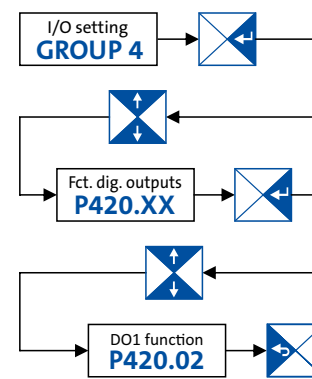 I/O setting
GROUP 4
Fct. dig. outputs
P420.XX
DO1 function
P420.02